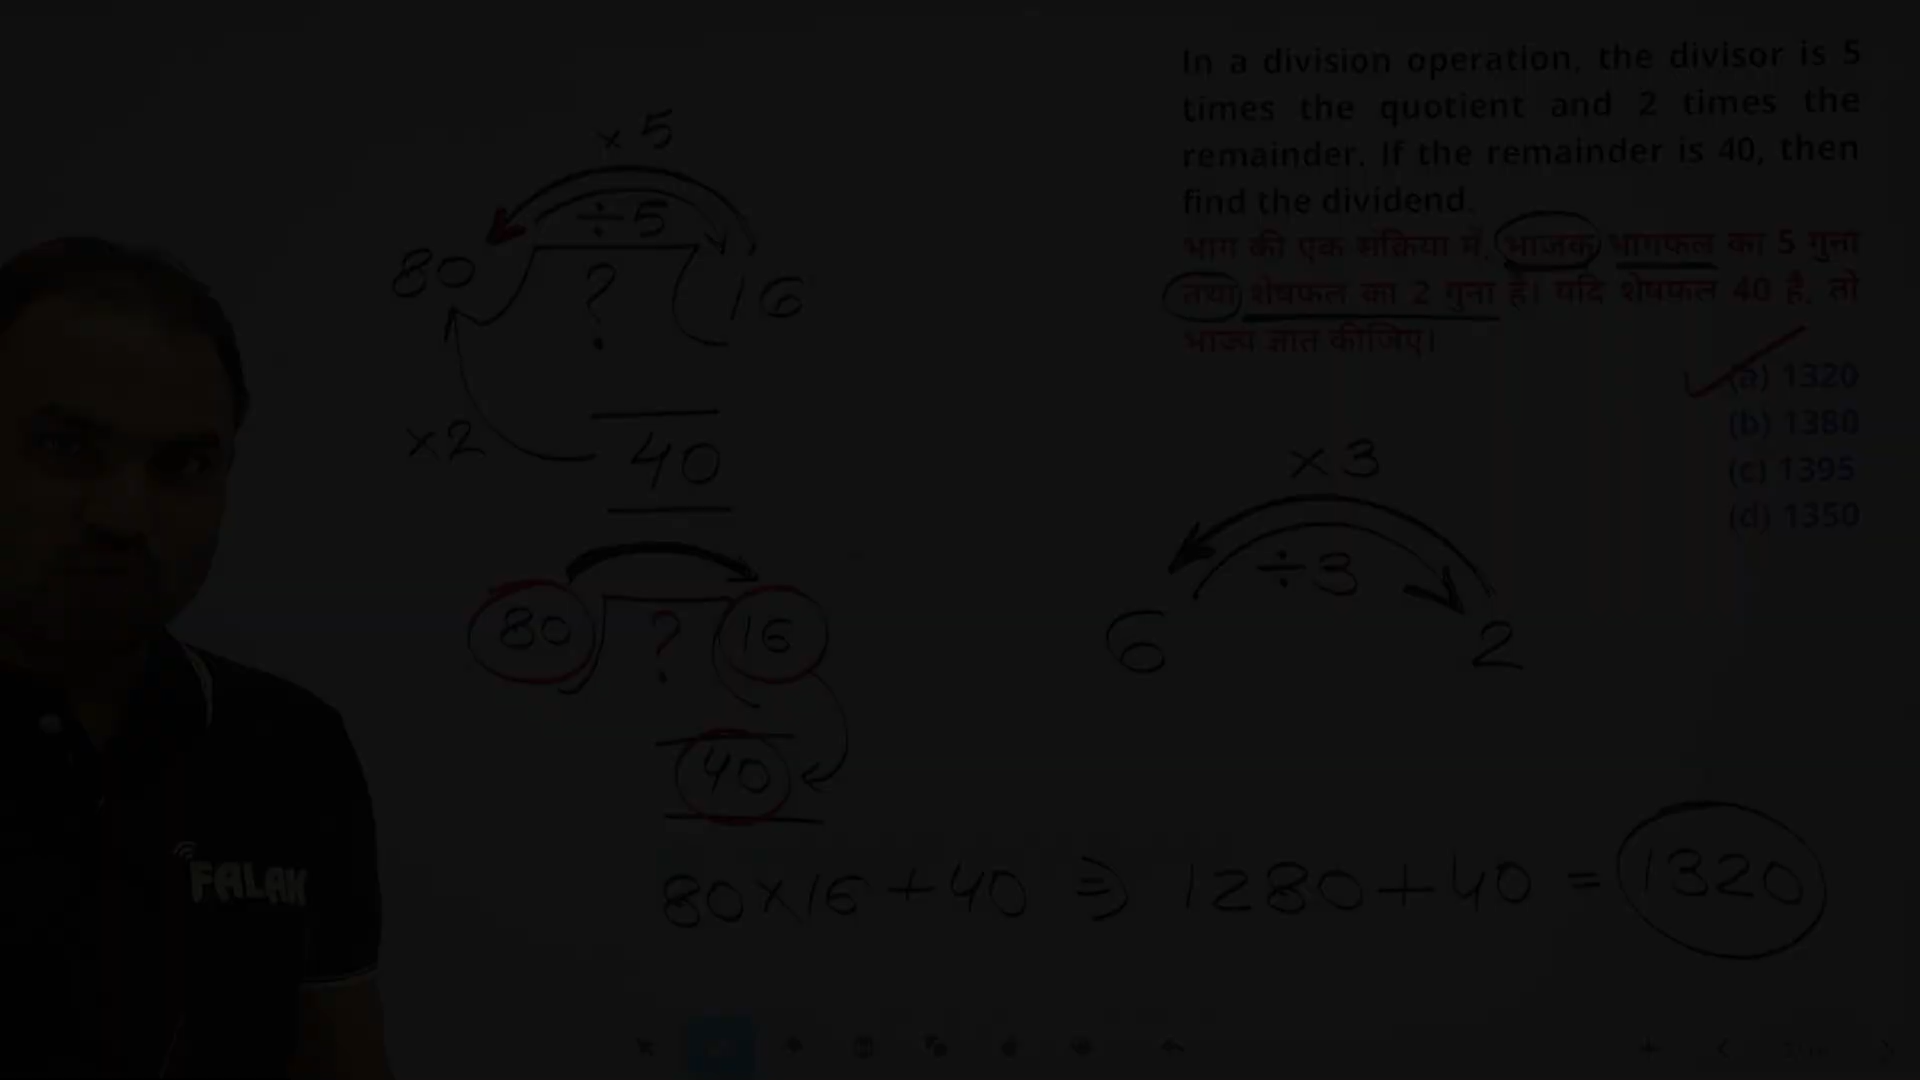 In a division operation, the divisor is 5
times the quotient and 2 times the
remainder. If the remainder is 40, then
find the dividend.
भाग की एक संक्रिया में, भाजक भागफल का 5 गुना
तथा शेषफल का 2 गुना है। यदि शेषफल 40 है, तो
भाज्य ज्ञात कीजिए।
(a) 1320
(b) 1380
(c) 1395
(d) 1350
×5
÷5
80 ? 16
×2
40
80 ? 16
40
×3
÷3
6 2
80×16+40 ⇒ 1280+40 = 1320
FALAK